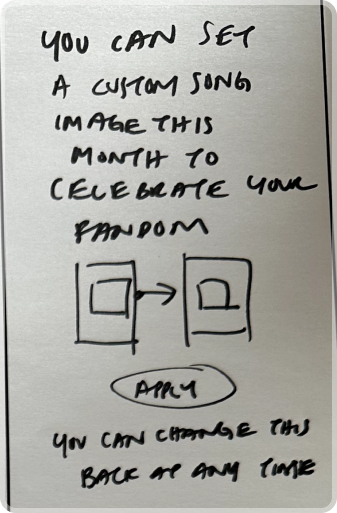 YOU CAN SET
A CUSTOM SONG
IMAGE THIS
MONTH TO
CELEBRATE YOUR
FANDOM
APPLY
YOU CAN CHANGE THIS
BACK AT ANY TIME